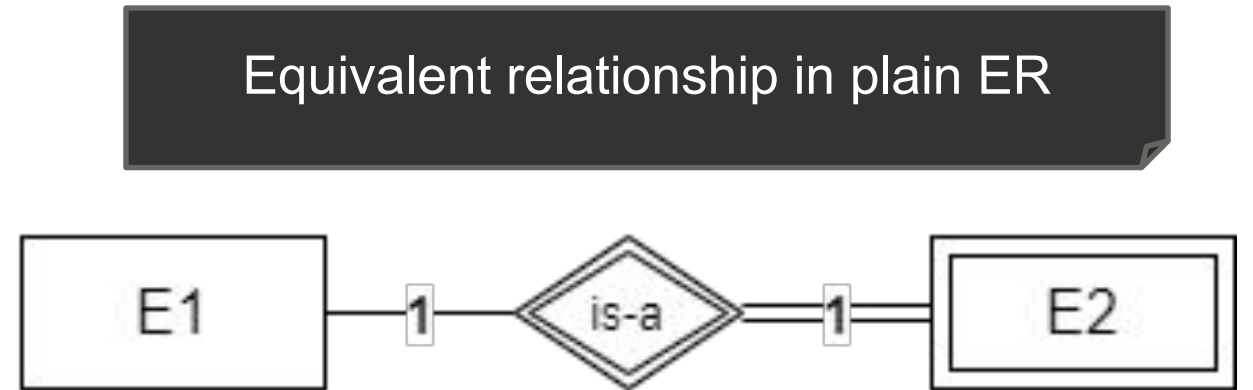 Equivalent relationship in plain ER
E1 1 is-a 1 E2